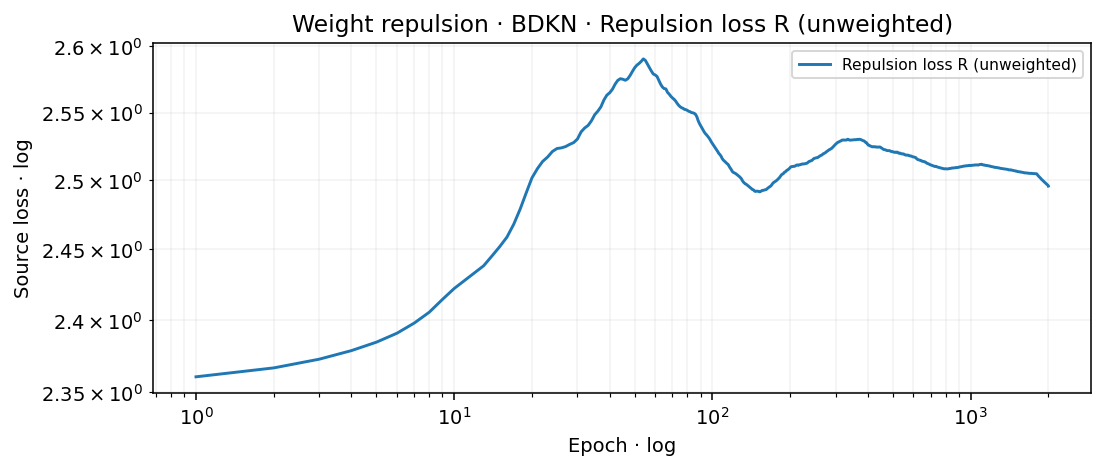 Weight repulsion · BDKN · Repulsion loss R (unweighted)
2.6 × 10⁰
2.55 × 10⁰
2.5 × 10⁰
2.45 × 10⁰
2.4 × 10⁰
2.35 × 10⁰
Source loss · log
Repulsion loss R (unweighted)
10⁰
10¹
10²
10³
Epoch · log